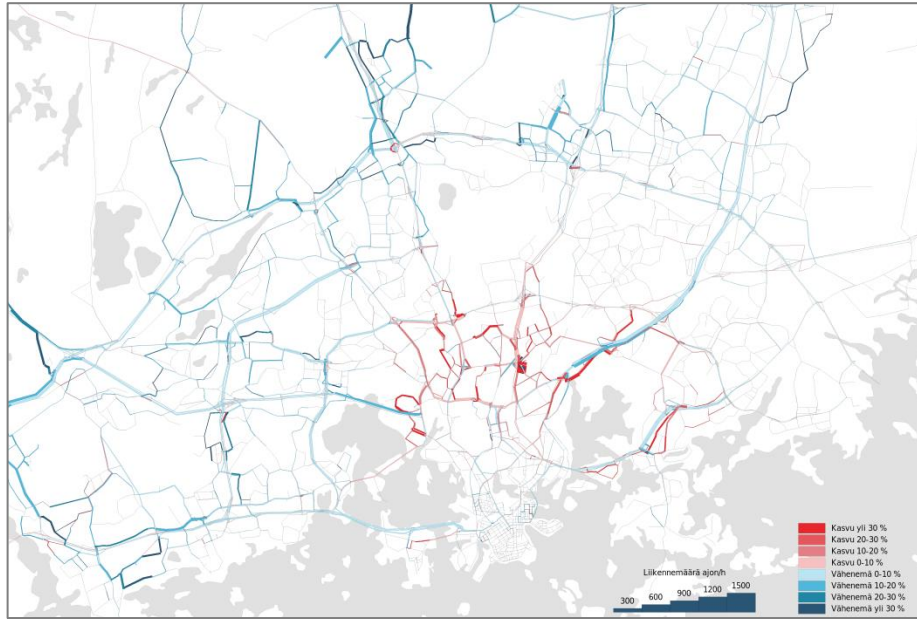 Kasvu yli 30 %
Kasvu 20-30 %
Kasvu 10-20 %
Kasvu 0-10 %
Vähenemä 0-10 %
Vähenemä 10-20 %
Vähenemä 20-30 %
Vähenemä yli 30 %
Liikennemäärä ajon/h
300 600 900 1200 1500